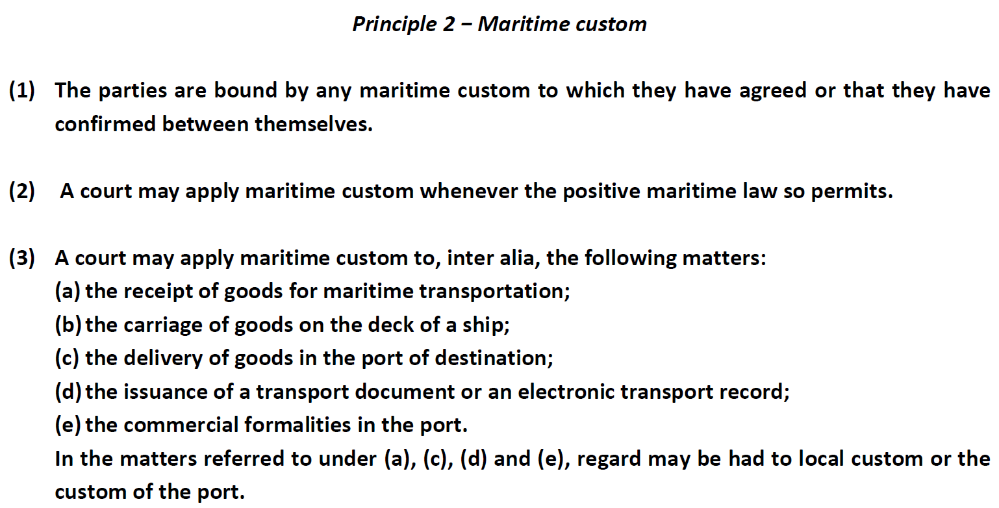 Principle 2 – Maritime custom
(1) The parties are bound by any maritime custom to which they have agreed or that they have
confirmed between themselves.
(2) A court may apply maritime custom whenever the positive maritime law so permits.
(3) A court may apply maritime custom to, inter alia, the following matters:
(a) the receipt of goods for maritime transportation;
(b) the carriage of goods on the deck of a ship;
(c) the delivery of goods in the port of destination;
(d) the issuance of a transport document or an electronic transport record;
(e) the commercial formalities in the port.
In the matters referred to under (a), (c), (d) and (e), regard may be had to local custom or the
custom of the port.